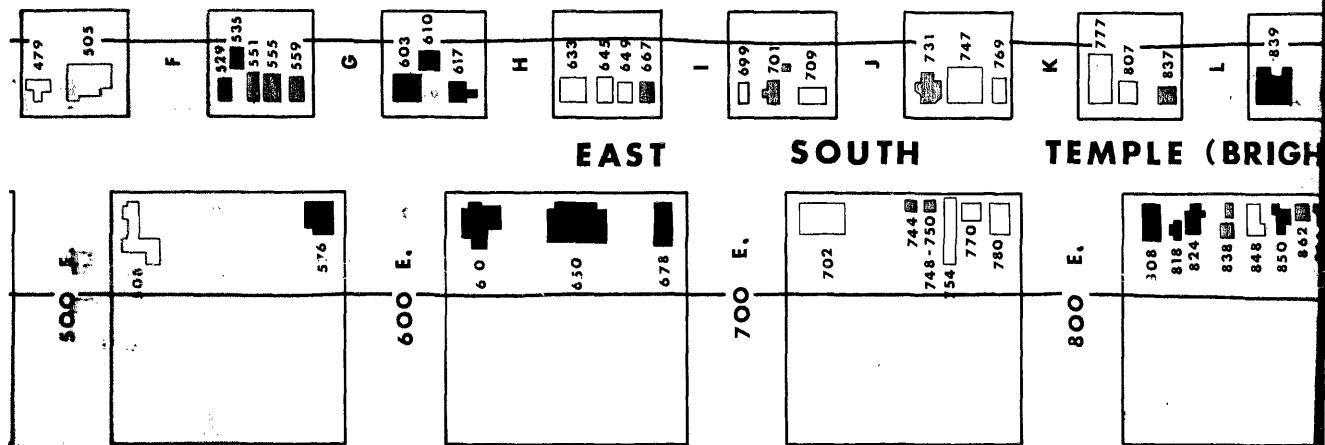 479 505 F 529 535 551 555 559 G 603 610 617 H 633 645 649 667 I 699 701 709 J 731 747 769 K 777 807 837 L 839
EAST SOUTH TEMPLE (BRIGH
500 E. 508 576 600 E. 650 678 700 E. 702 744 748-750 754 770 780 800 E. 808 818 824 838 848 850 862